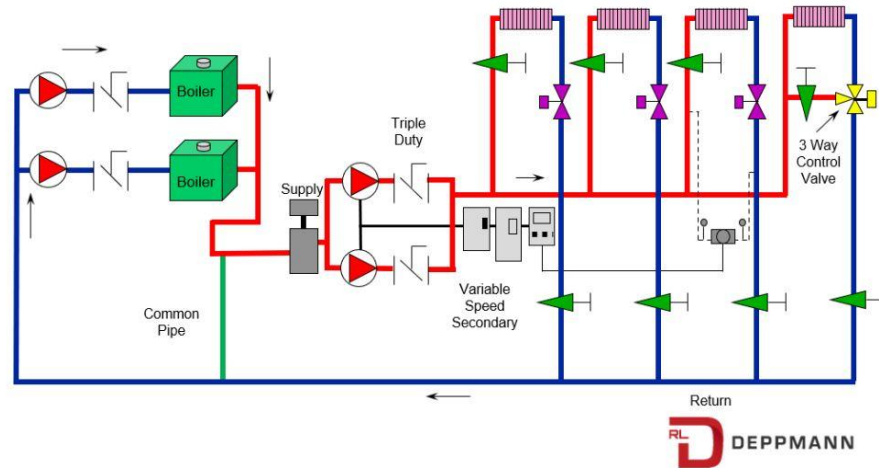 Boiler
Boiler
Triple
Duty
Supply
3 Way
Control
Valve
Common
Pipe
Variable
Speed
Secondary
Return
RL D DEPPMANN